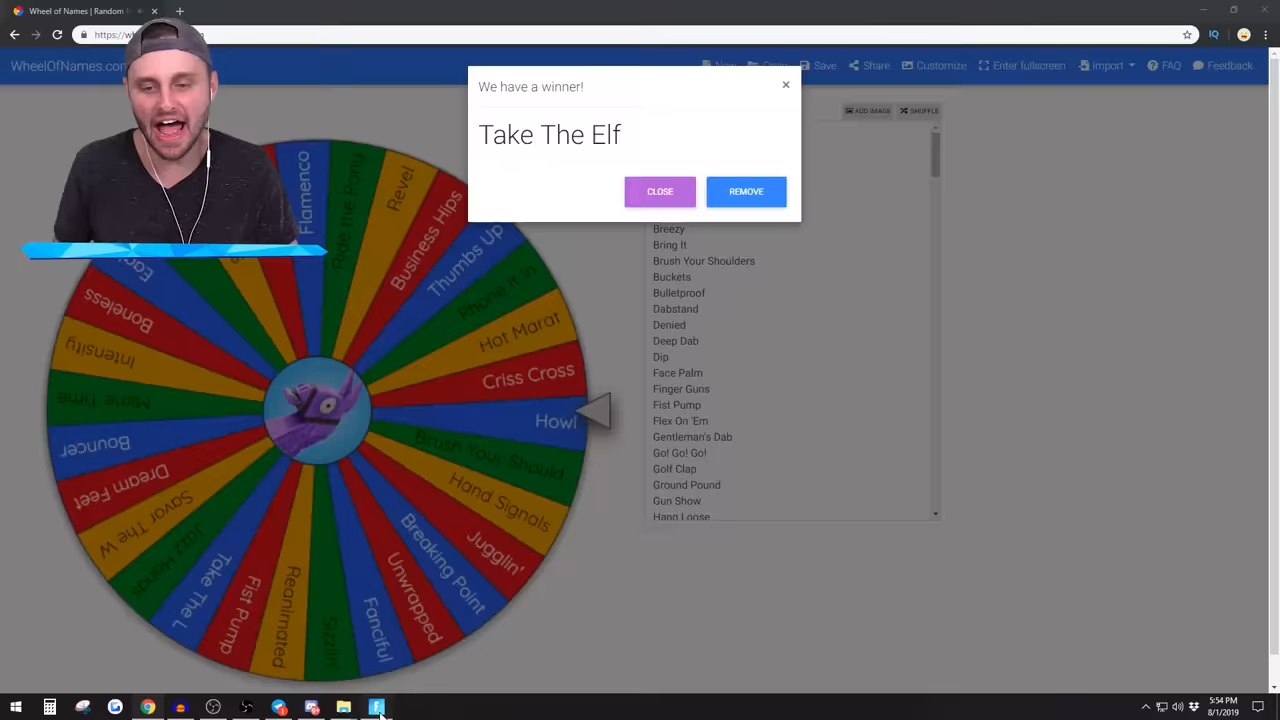 Wheel of Names | Random
WheelOfNames.com
New
Open
Save
Share
Customize
Enter fullscreen
Import
FAQ
Feedback
We have a winner!
×
Take The Elf
CLOSE
REMOVE
ADD IMAGE
SHUFFLE
Breezy
Bring It
Brush Your Shoulders
Buckets
Bulletproof
Dabstand
Denied
Deep Dab
Dip
Face Palm
Finger Guns
Fist Pump
Flex On 'Em
Gentleman's Dab
Go! Go! Go!
Golf Clap
Ground Pound
Gun Show
Hang Loose
Flamenco
Ride the Pony
Revel
Business Hips
Thumbs Up
Phone It In
Hot Marat
Criss Cross
Howl
Brush Your Should
Hand Signals
Jugglin'
Breaking Point
Unwrapped
Fanciful
Sizzlin
Reanimated
Fist Pump
Take The L
Jazz Hands
Savor The W
Dream Feet
Bouncer
Mime Time
Intensity
Boneless
5:54 PM
8/1/2019